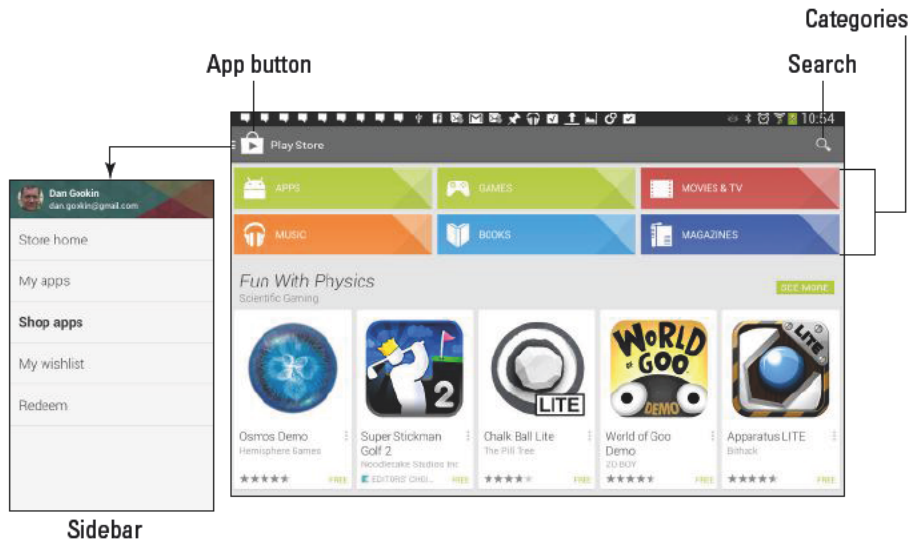 Categories
App button
Search
10:54
Play Store
APPS
GAMES
MOVIES & TV
MUSIC
BOOKS
MAGAZINES
Dan Gookin
dan.gookin@gmail.com
Store home
My apps
Shop apps
My wishlist
Redeem
Sidebar
Fun With Physics
Scientific Gaming
SEE MORE
2
LITE
WORLD OF GOO
DEMO
LITE
Osmos Demo
Hemisphere Games
FREE
Super Stickman
Golf 2
Noodlecake Studios Inc
EDITORS' CHOI...
FREE
Chalk Ball Lite
The Pill Tree
FREE
World of Goo
Demo
2D BOY
FREE
Apparatus LITE
Bithack
FREE